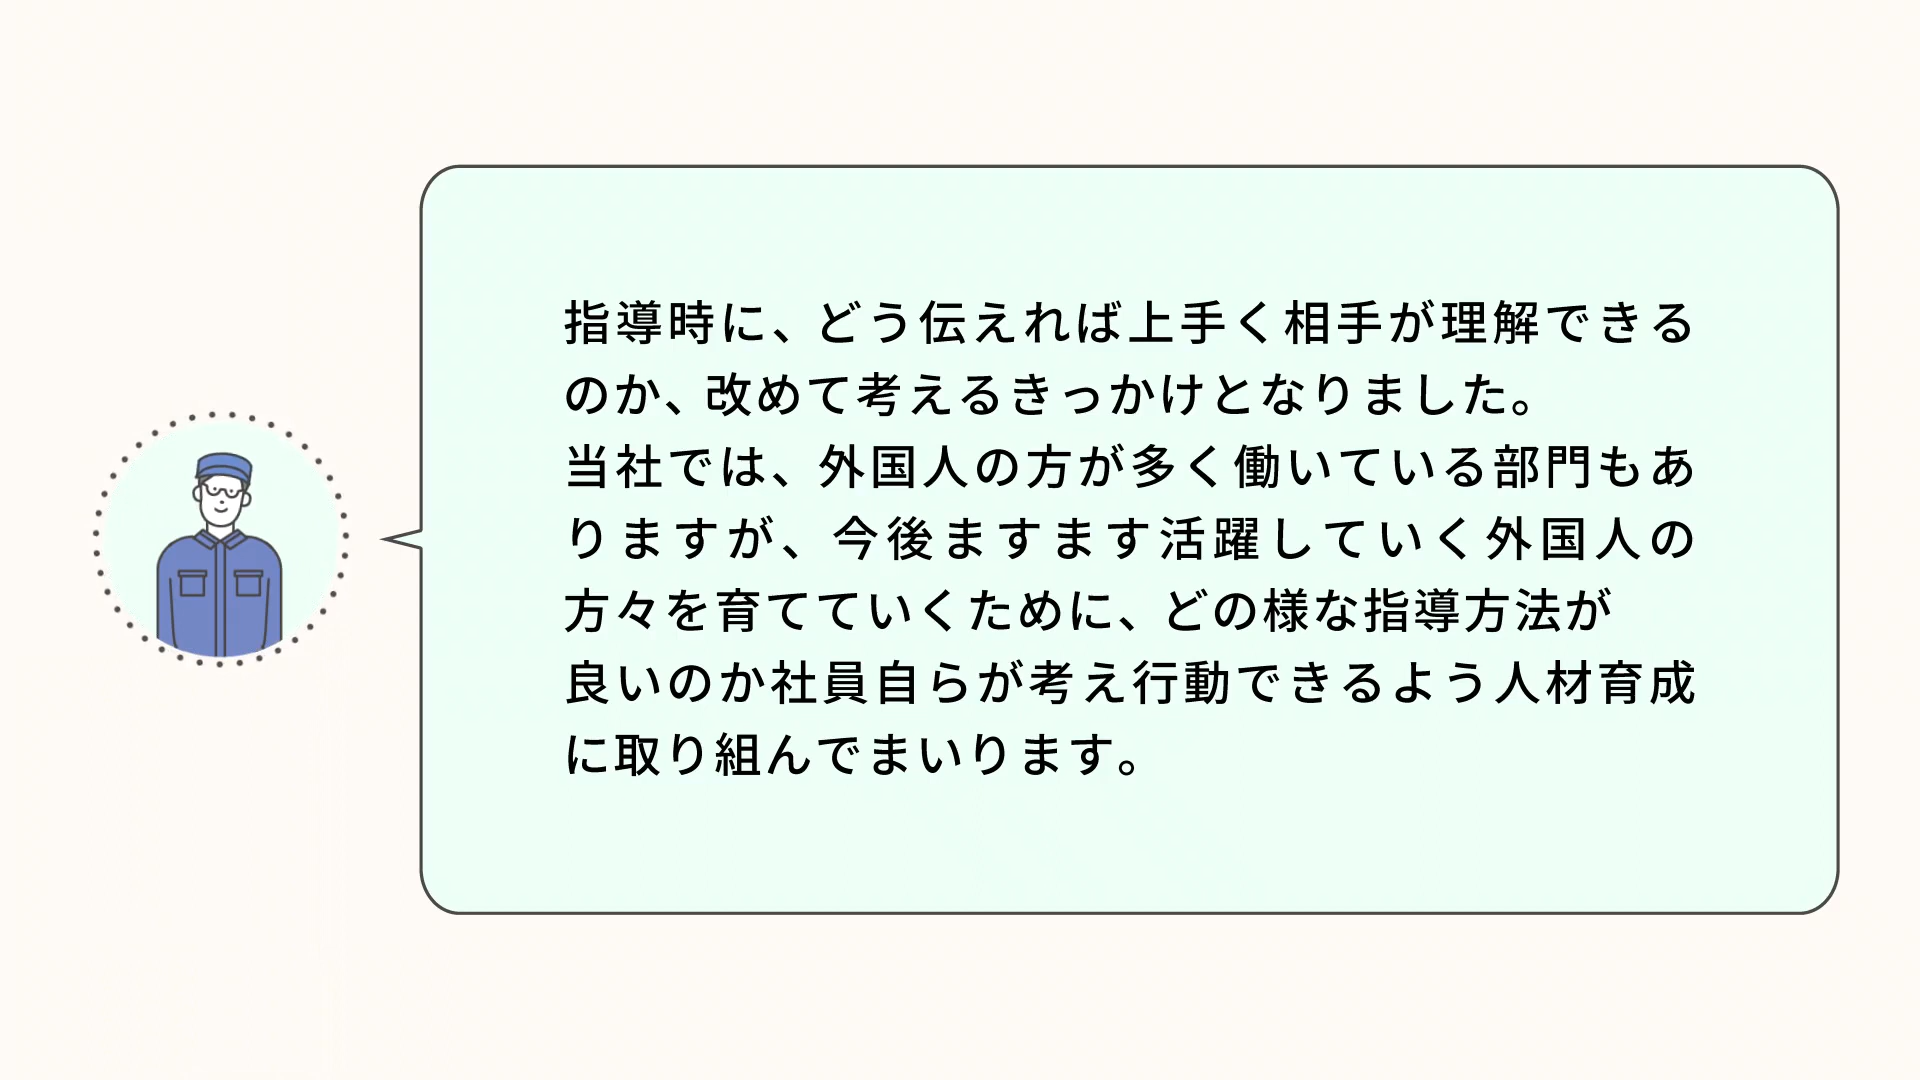 指導時に、どう伝えれば上手く相手が理解できる
のか、改めて考えるきっかけとなりました。
当社では、外国人の方が多く働いている部門もあ
りますが、今後ますます活躍していく外国人の
方々を育てていくために、どの様な指導方法が
良いのか社員自らが考え行動できるよう人材育成
に取り組んでまいります。